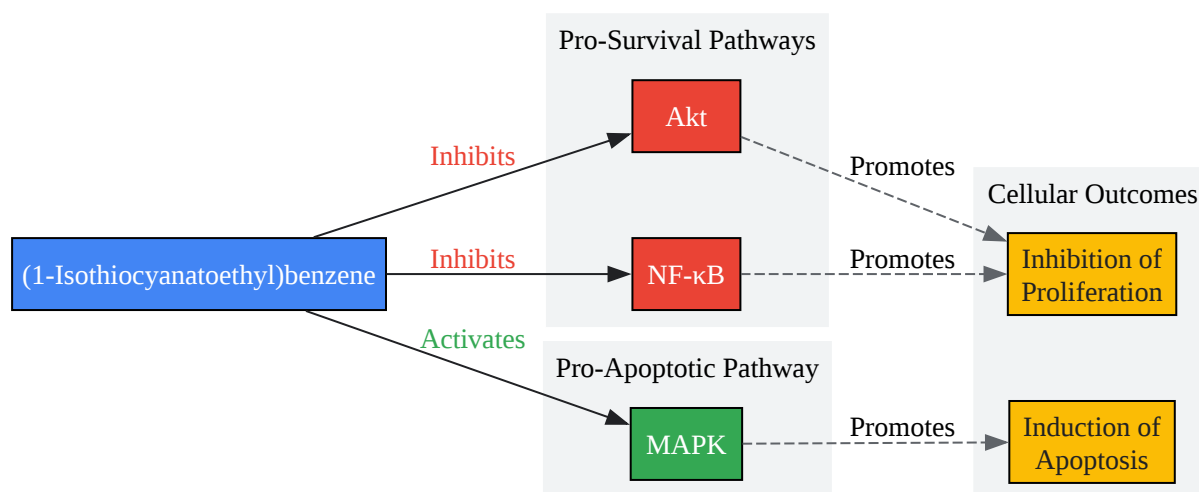 Pro-Survival Pathways
Akt
Inhibits
Promotes
Cellular Outcomes
(1-Isothiocyanatoethyl)benzene
Inhibits
NF-κB
Promotes
Inhibition of
Proliferation
Activates
Pro-Apoptotic Pathway
MAPK
Promotes
Induction of
Apoptosis